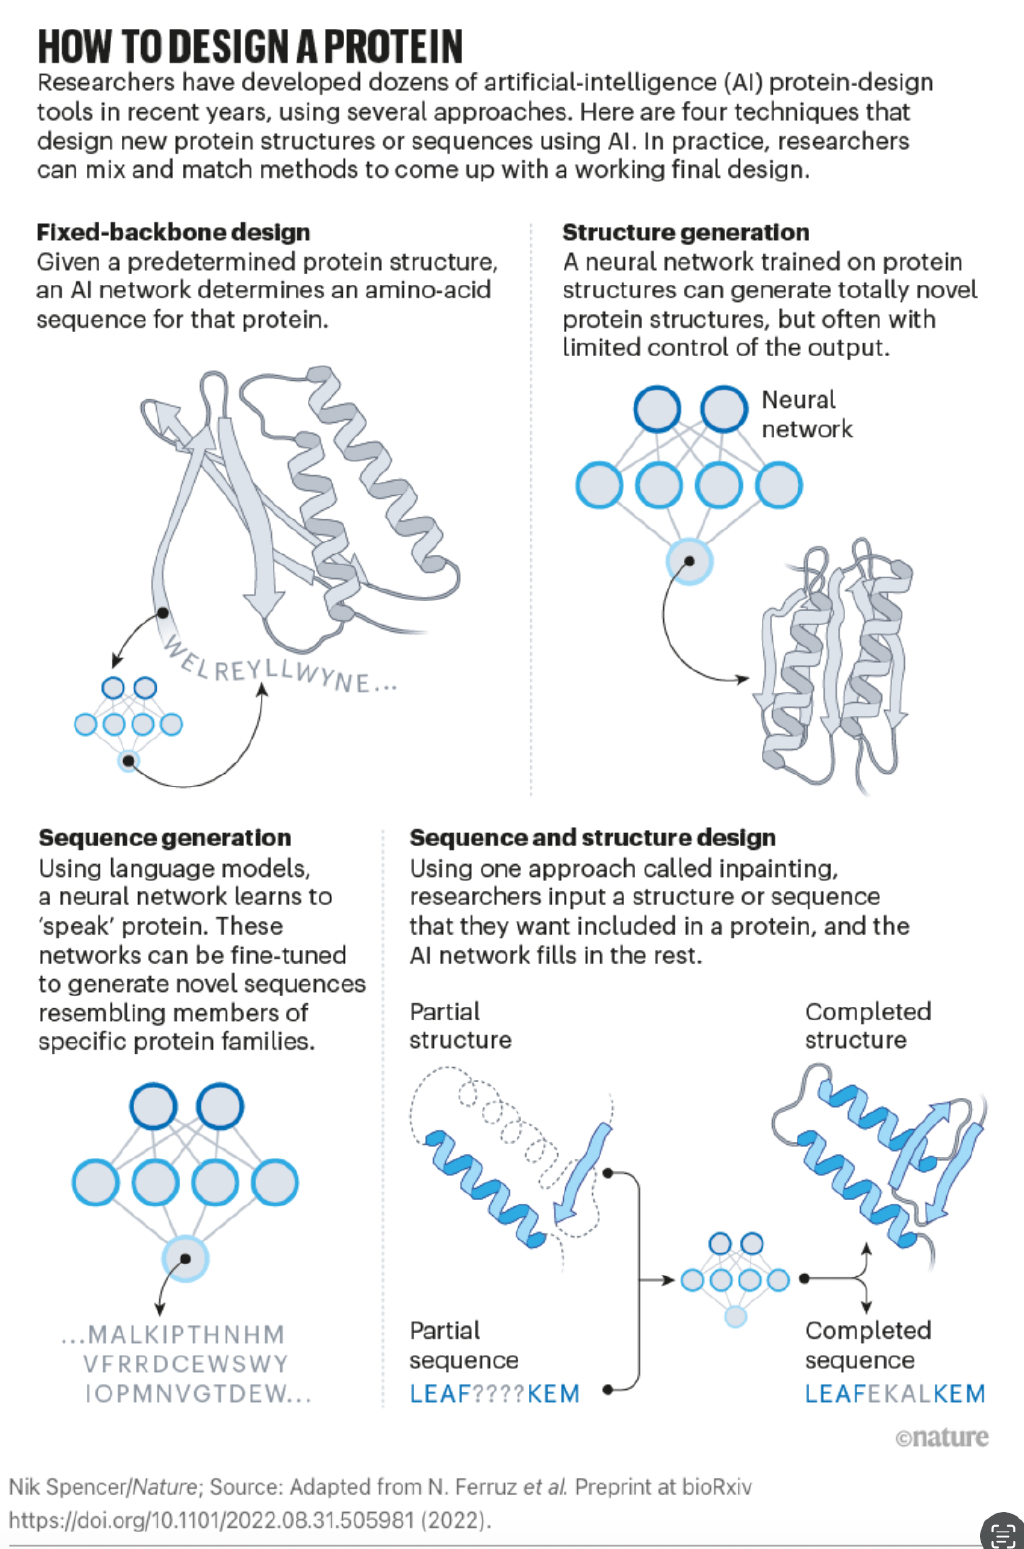 HOW TO DESIGN A PROTEIN
Researchers have developed dozens of artificial-intelligence (AI) protein-design
tools in recent years, using several approaches. Here are four techniques that
design new protein structures or sequences using AI. In practice, researchers
can mix and match methods to come up with a working final design.
Fixed-backbone design
Given a predetermined protein structure,
an AI network determines an amino-acid
sequence for that protein.
WELREYLLWYNE...
Structure generation
A neural network trained on protein
structures can generate totally novel
protein structures, but often with
limited control of the output.
Neural
network
Sequence generation
Using language models,
a neural network learns to
‘speak’ protein. These
networks can be fine-tuned
to generate novel sequences
resembling members of
specific protein families.
...MALKIPTHNHM
VFRRDCEWSWY
IOPMNVGTDEW...
Sequence and structure design
Using one approach called inpainting,
researchers input a structure or sequence
that they want included in a protein, and the
AI network fills in the rest.
Partial
structure
Completed
structure
Partial
sequence
LEAF????KEM
Completed
sequence
LEAFEKALKEM
©nature
Nik Spencer/Nature; Source: Adapted from N. Ferruz et al. Preprint at bioRxiv
https://doi.org/10.1101/2022.08.31.505981 (2022).